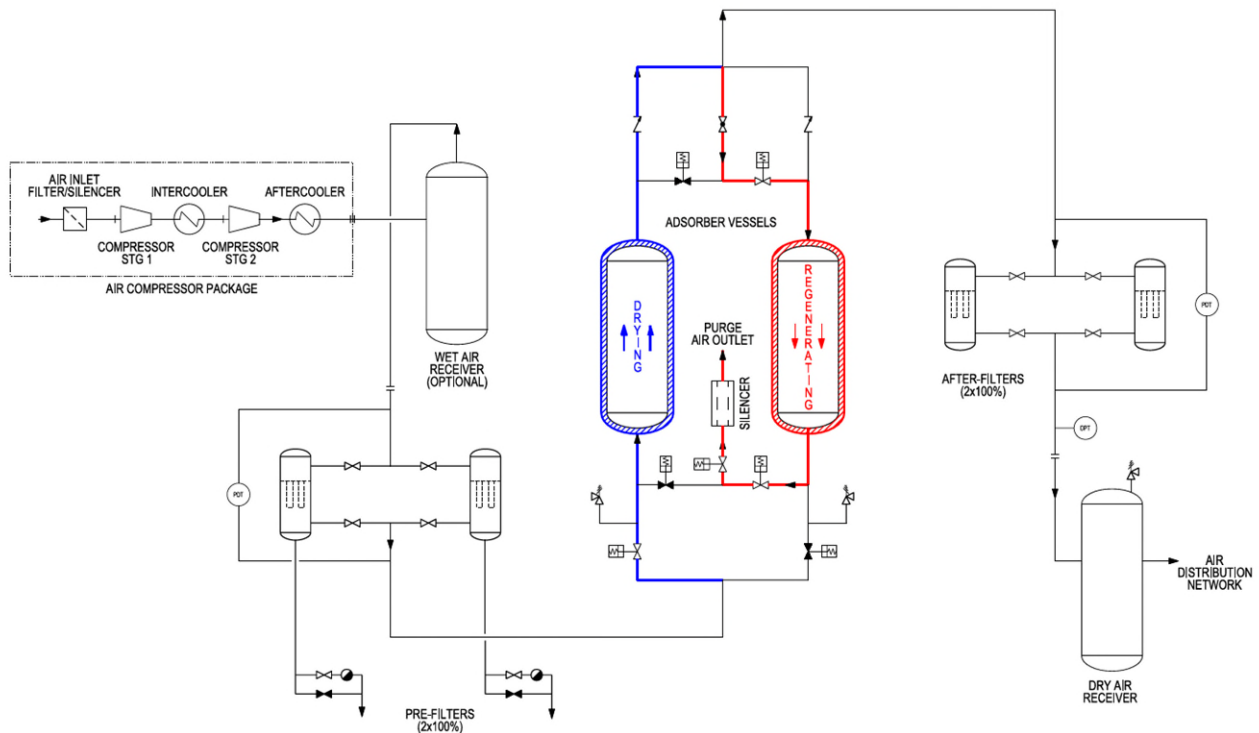 AIR INLET
FILTER/SILENCER
INTERCOOLER
AFTERCOOLER
COMPRESSOR
STG 1
COMPRESSOR
STG 2
AIR COMPRESSOR PACKAGE
WET AIR
RECEIVER
(OPTIONAL)
PDT
PRE-FILTERS
(2x100%)
ADSORBER VESSELS
DRYING
REGENERATING
PURGE
AIR OUTLET
SILENCER
AFTER-FILTERS
(2x100%)
PDT
DPT
AIR
DISTRIBUTION
NETWORK
DRY AIR
RECEIVER